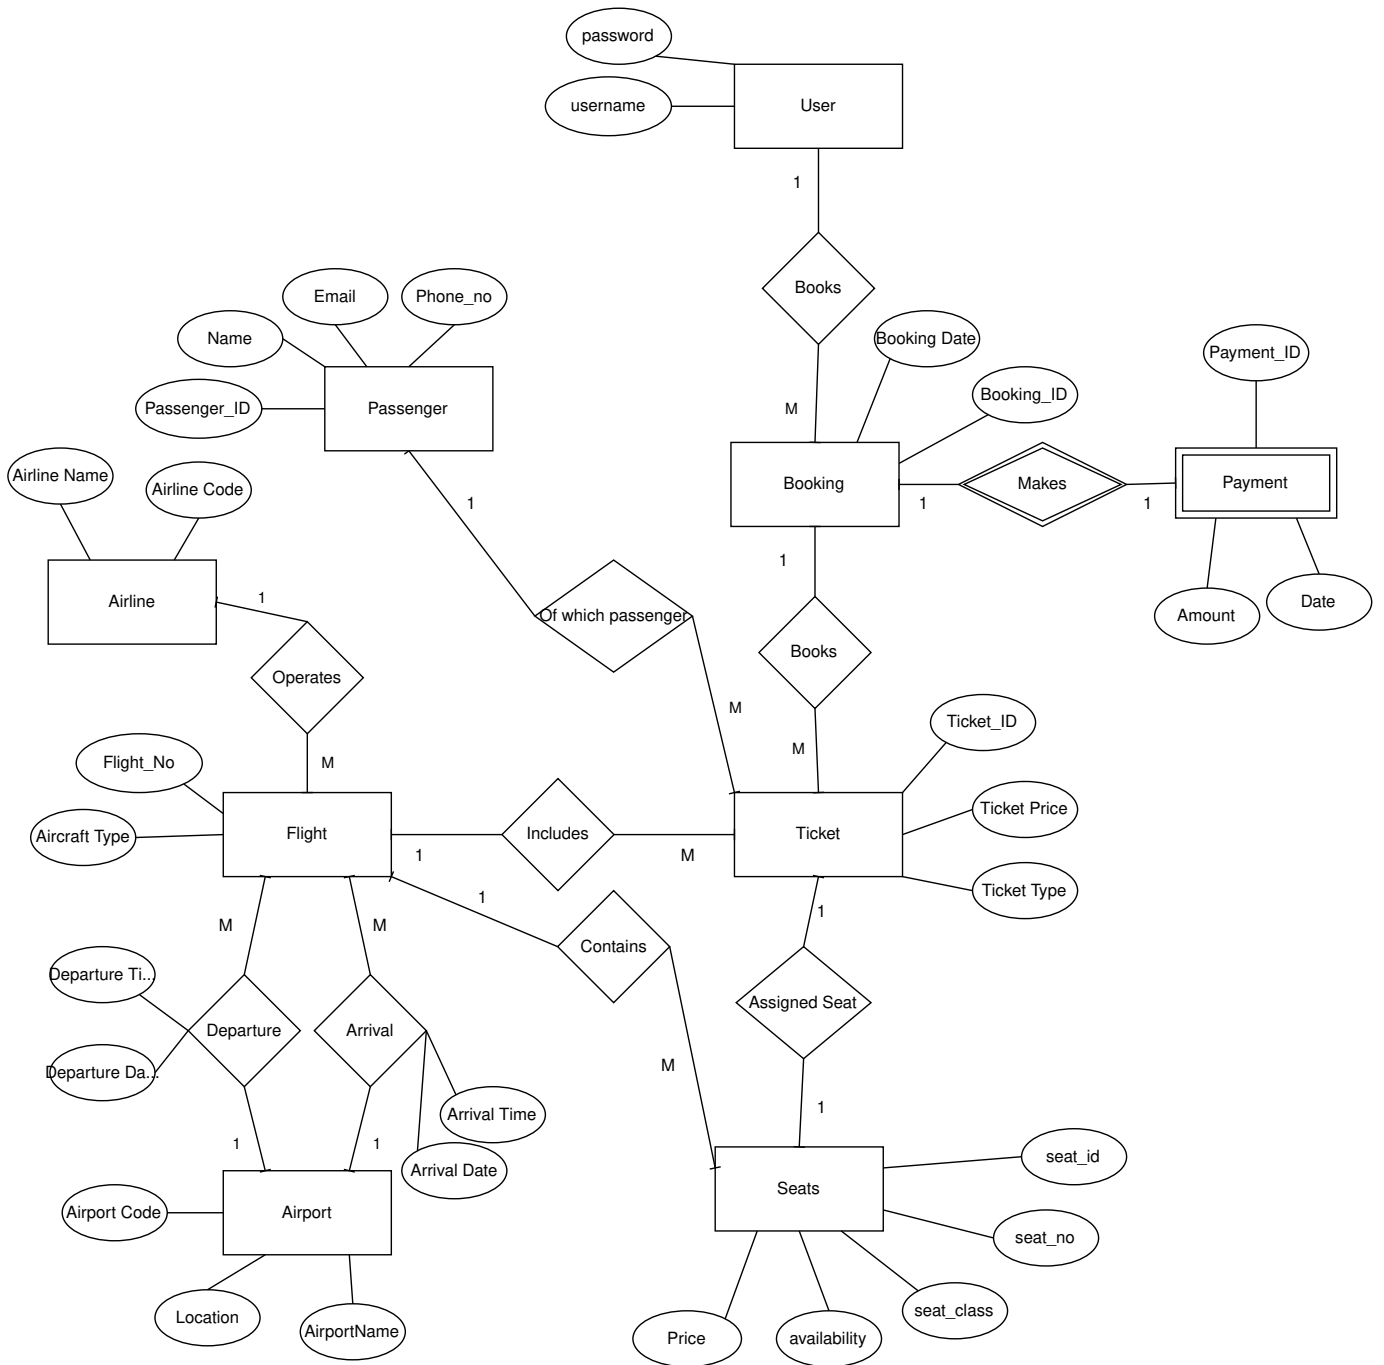 password
User
username
1
Books
Email
Phone_no
Name
Booking Date
Payment_ID
Booking_ID
Passenger_ID
Passenger
M
Airline Name
Airline Code
Booking
Makes
Payment
1
1
1
1
Airline
1
Of which passenger
Amount
Date
Operates
Books
M
Ticket_ID
Flight_No
M
M
Aircraft Type
Flight
Includes
Ticket
Ticket Price
1
M
Ticket Type
1
1
M
M
Contains
Departure Ti...
Assigned Seat
Departure
Arrival
Departure Da...
M
Arrival Time
1
1
1
Arrival Date
seat_id
Seats
Airport Code
Airport
seat_no
Location
AirportName
seat_class
Price
availability